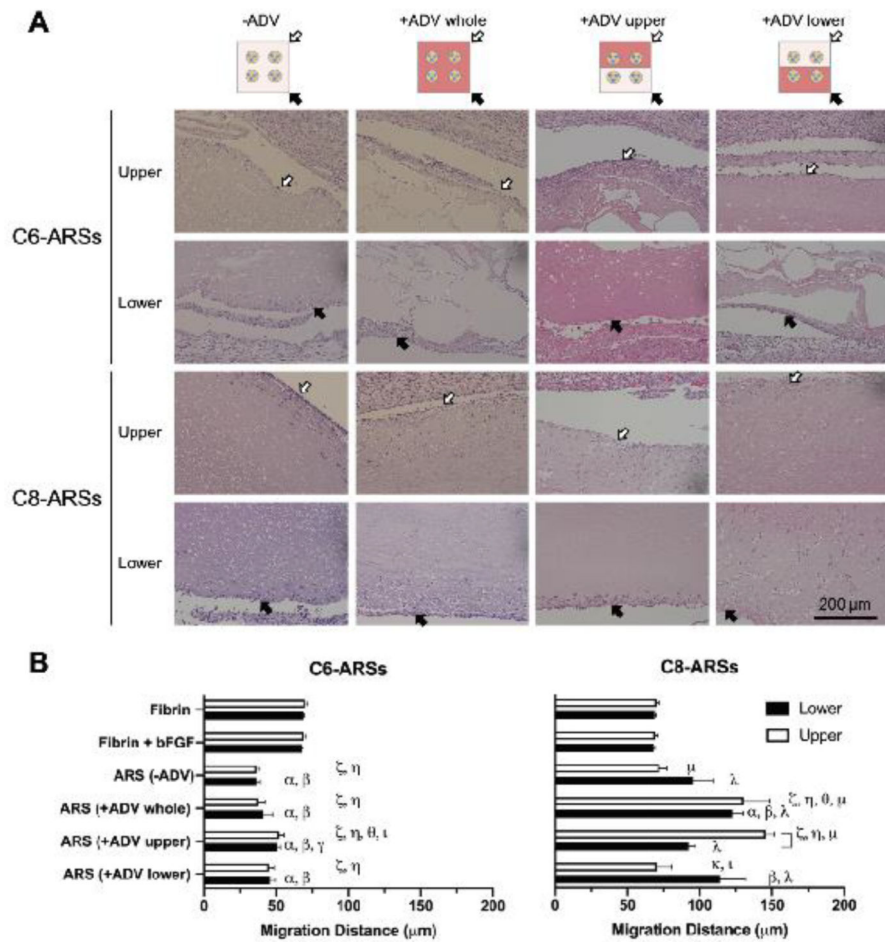 A
-ADV +ADV whole +ADV upper +ADV lower
C6-ARSs
Upper
Lower
C8-ARSs
Upper
Lower
200 μm
B
C6-ARSs
Fibrin
Fibrin + bFGF
ARS (-ADV)
ζ, η
α, β
ARS (+ADV whole)
ζ, η
α, β
ARS (+ADV upper)
ζ, η, θ, ι
α, β, γ
ARS (+ADV lower)
ζ, η
α, β
0 50 100 150 200
Migration Distance (μm)
C8-ARSs
Lower
Upper
μ
λ
ζ, η, θ, μ
α, β, λ
ζ, η, μ
λ
κ, ι
β, λ
0 50 100 150 200
Migration Distance (μm)